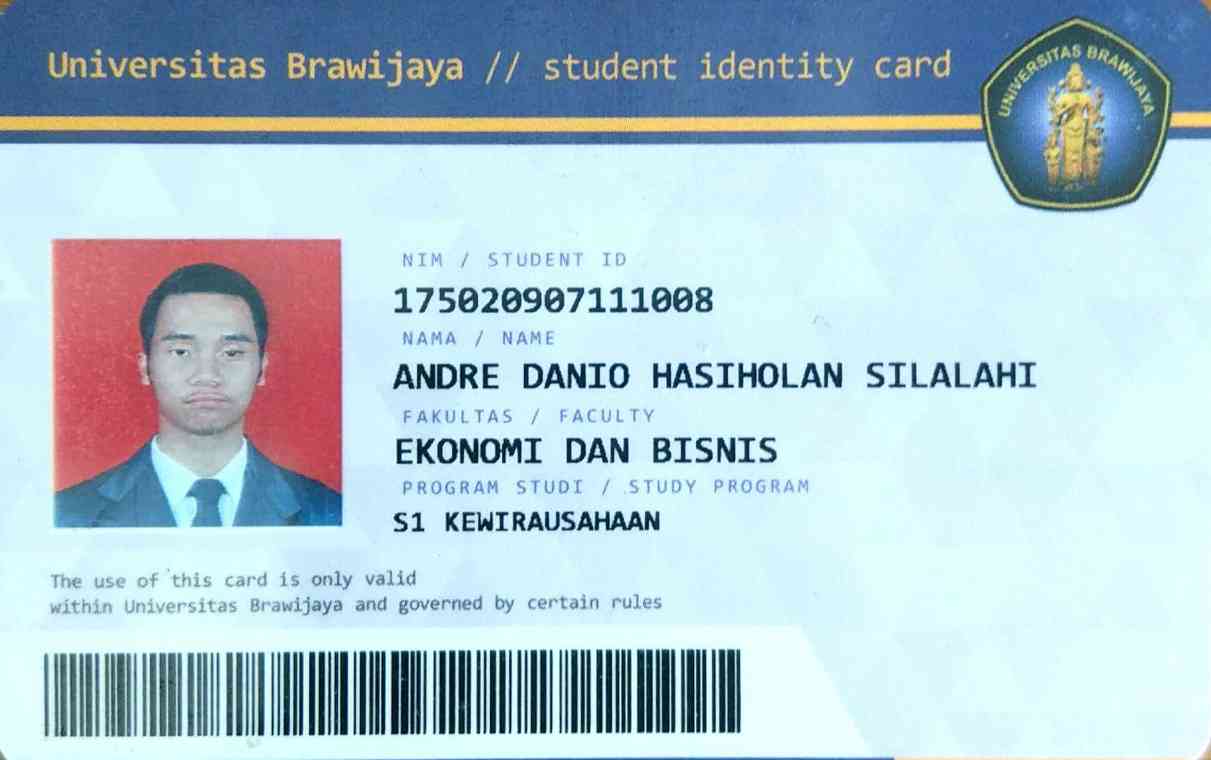 Universitas Brawijaya // student identity card
UNIVERSITAS BRAWIJAYA
NIM / STUDENT ID
175020907111008
NAMA / NAME
ANDRE DANIO HASIHOLAN SILALAHI
FAKULTAS / FACULTY
EKONOMI DAN BISNIS
PROGRAM STUDI / STUDY PROGRAM
S1 KEWIRAUSAHAAN
The use of this card is only valid
within Universitas Brawijaya and governed by certain rules